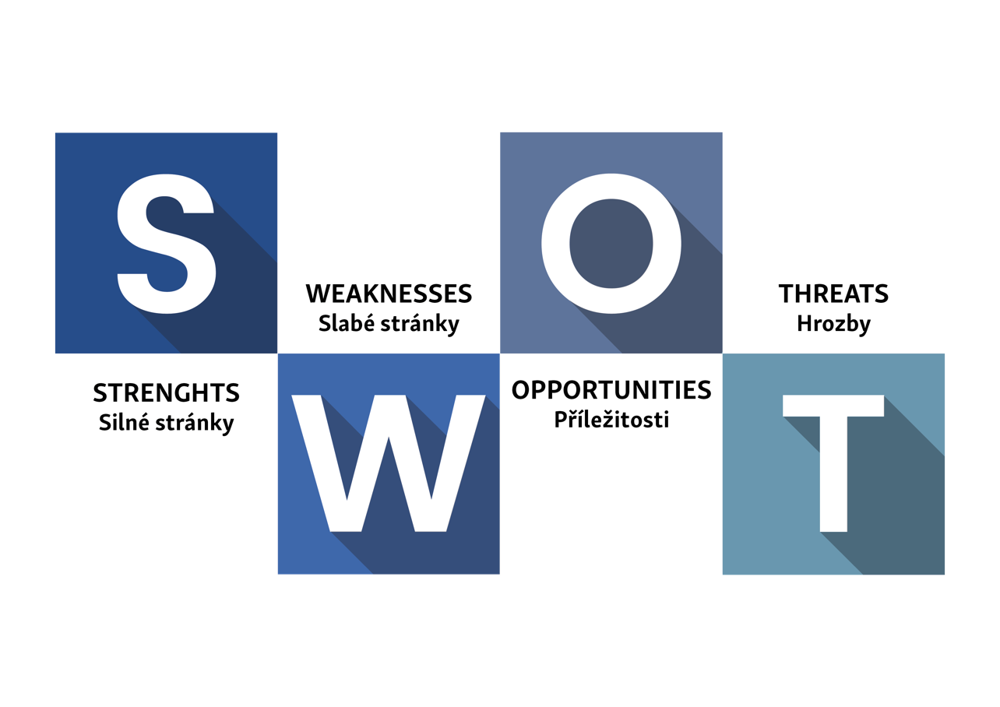 S
STRENGHTS
Silné stránky
WEAKNESSES
Slabé stránky
W
O
OPPORTUNITIES
Příležitosti
THREATS
Hrozby
T